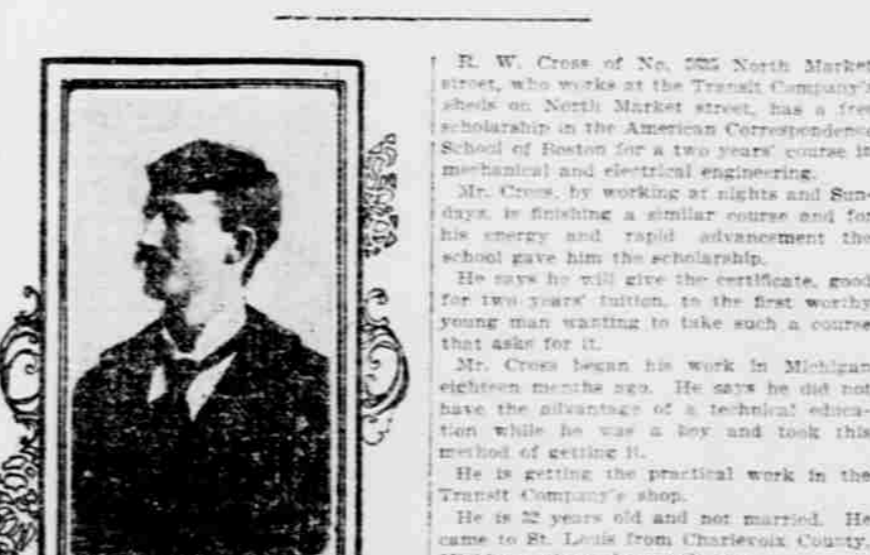 R. W. Cross of No. North Market
street, who works at the Transit Company's
sheds on North Market street, has a free
scholarship in the American Correspondence
School of Boston for a two years' course in
mechanical and electrical engineering.
Mr. Cross, by working at nights and Sun-
days, is finishing a similar course and for
his energy and rapid advancement the
school gave him the scholarship.
He says he will give the certificate, good
for two years' tuition, to the first worthy
young man wanting to take such a course
that asks for it.
Mr. Cross began his work in Michigan
eighteen months ago. He says he did not
have the advantage of a technical educa-
tion while he was a boy and took this
method of getting it.
He is getting the practical work in the
Transit Company's shop.
He is 22 years old and not married. He
came to St. Louis from Charlevoix County,